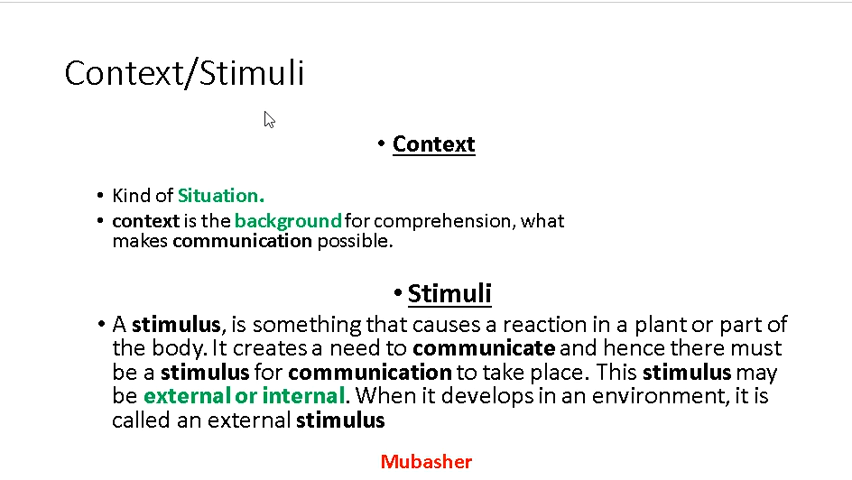 Context/Stimuli
• Context
• Kind of Situation.
• context is the background for comprehension, what
makes communication possible.
• Stimuli
• A stimulus, is something that causes a reaction in a plant or part of
the body. It creates a need to communicate and hence there must
be a stimulus for communication to take place. This stimulus may
be external or internal. When it develops in an environment, it is
called an external stimulus
Mubasher